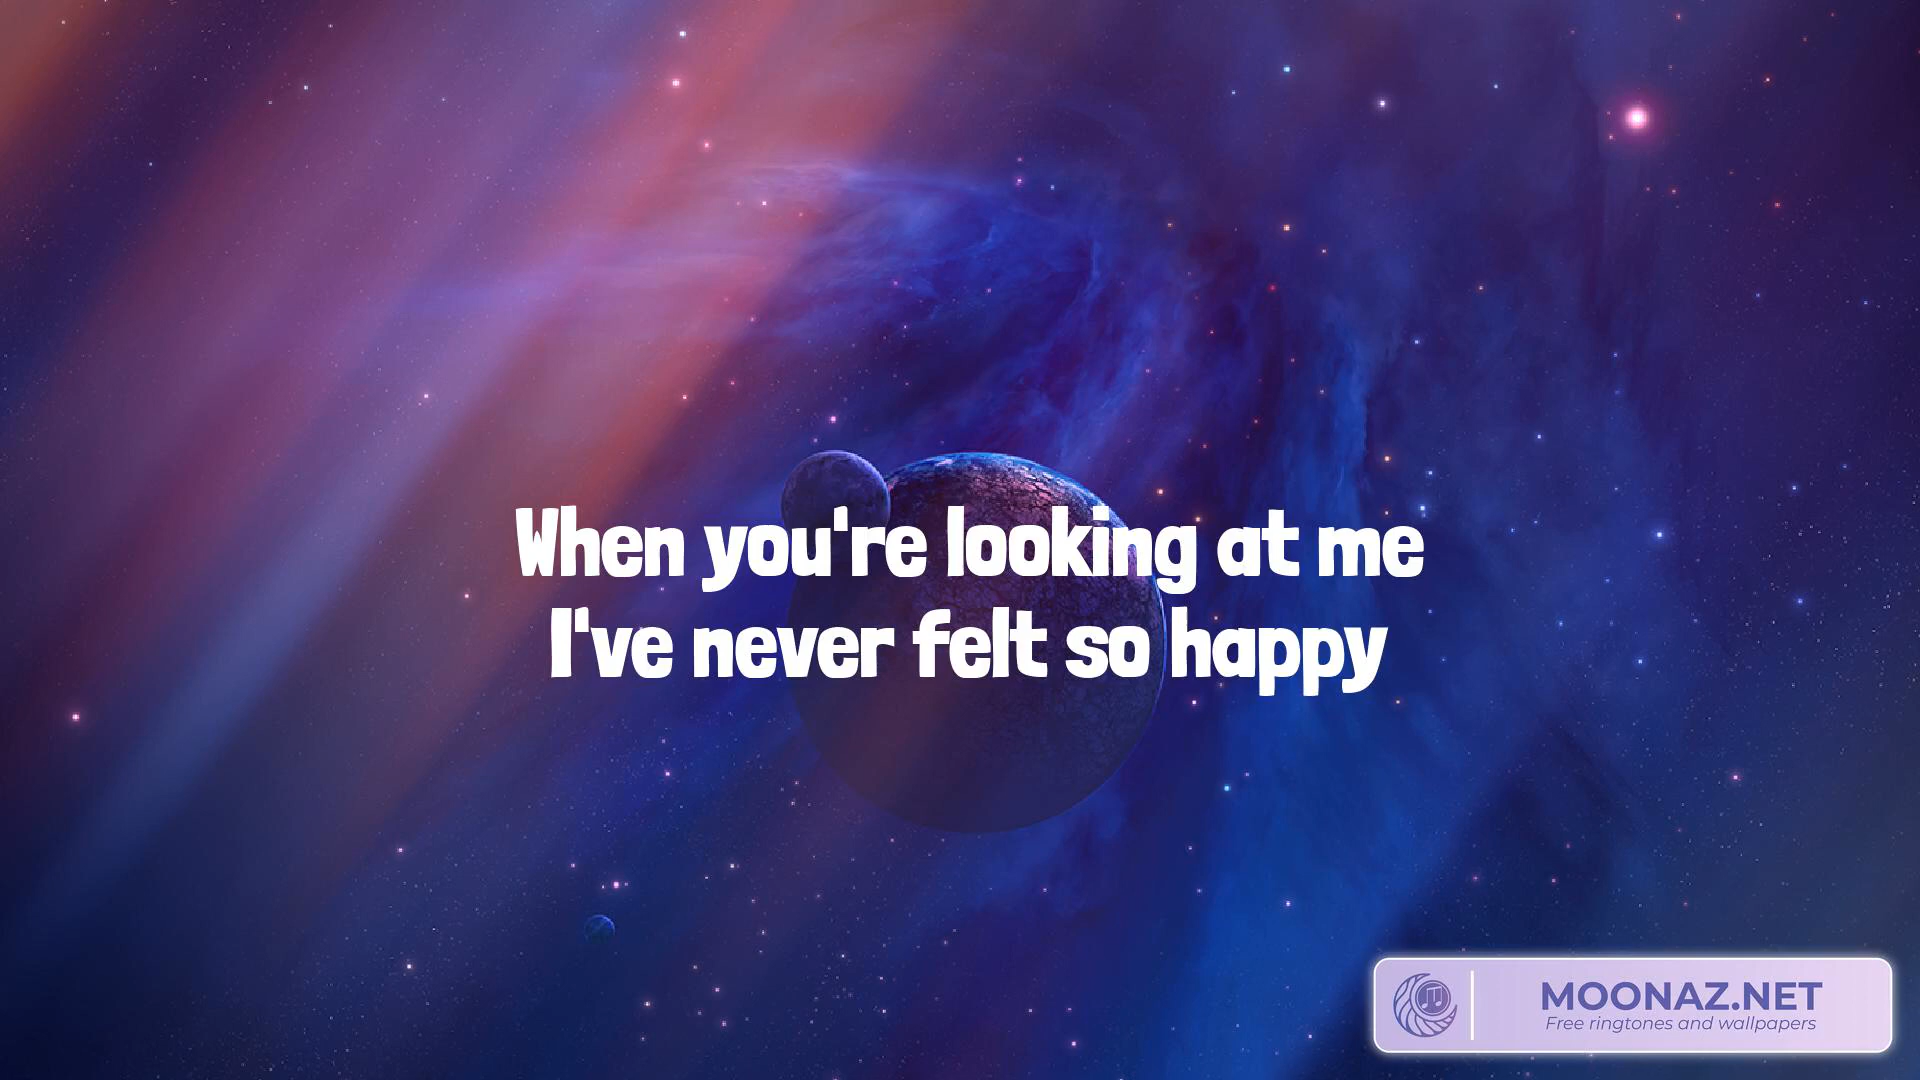 When you're looking at me
I've never felt so happy
MOONAZ.NET
Free ringtones and wallpapers